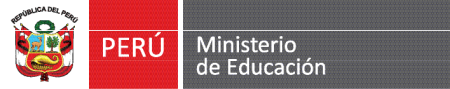 REPÚBLICA DEL PERÚ
PERÚ
Ministerio
de Educación